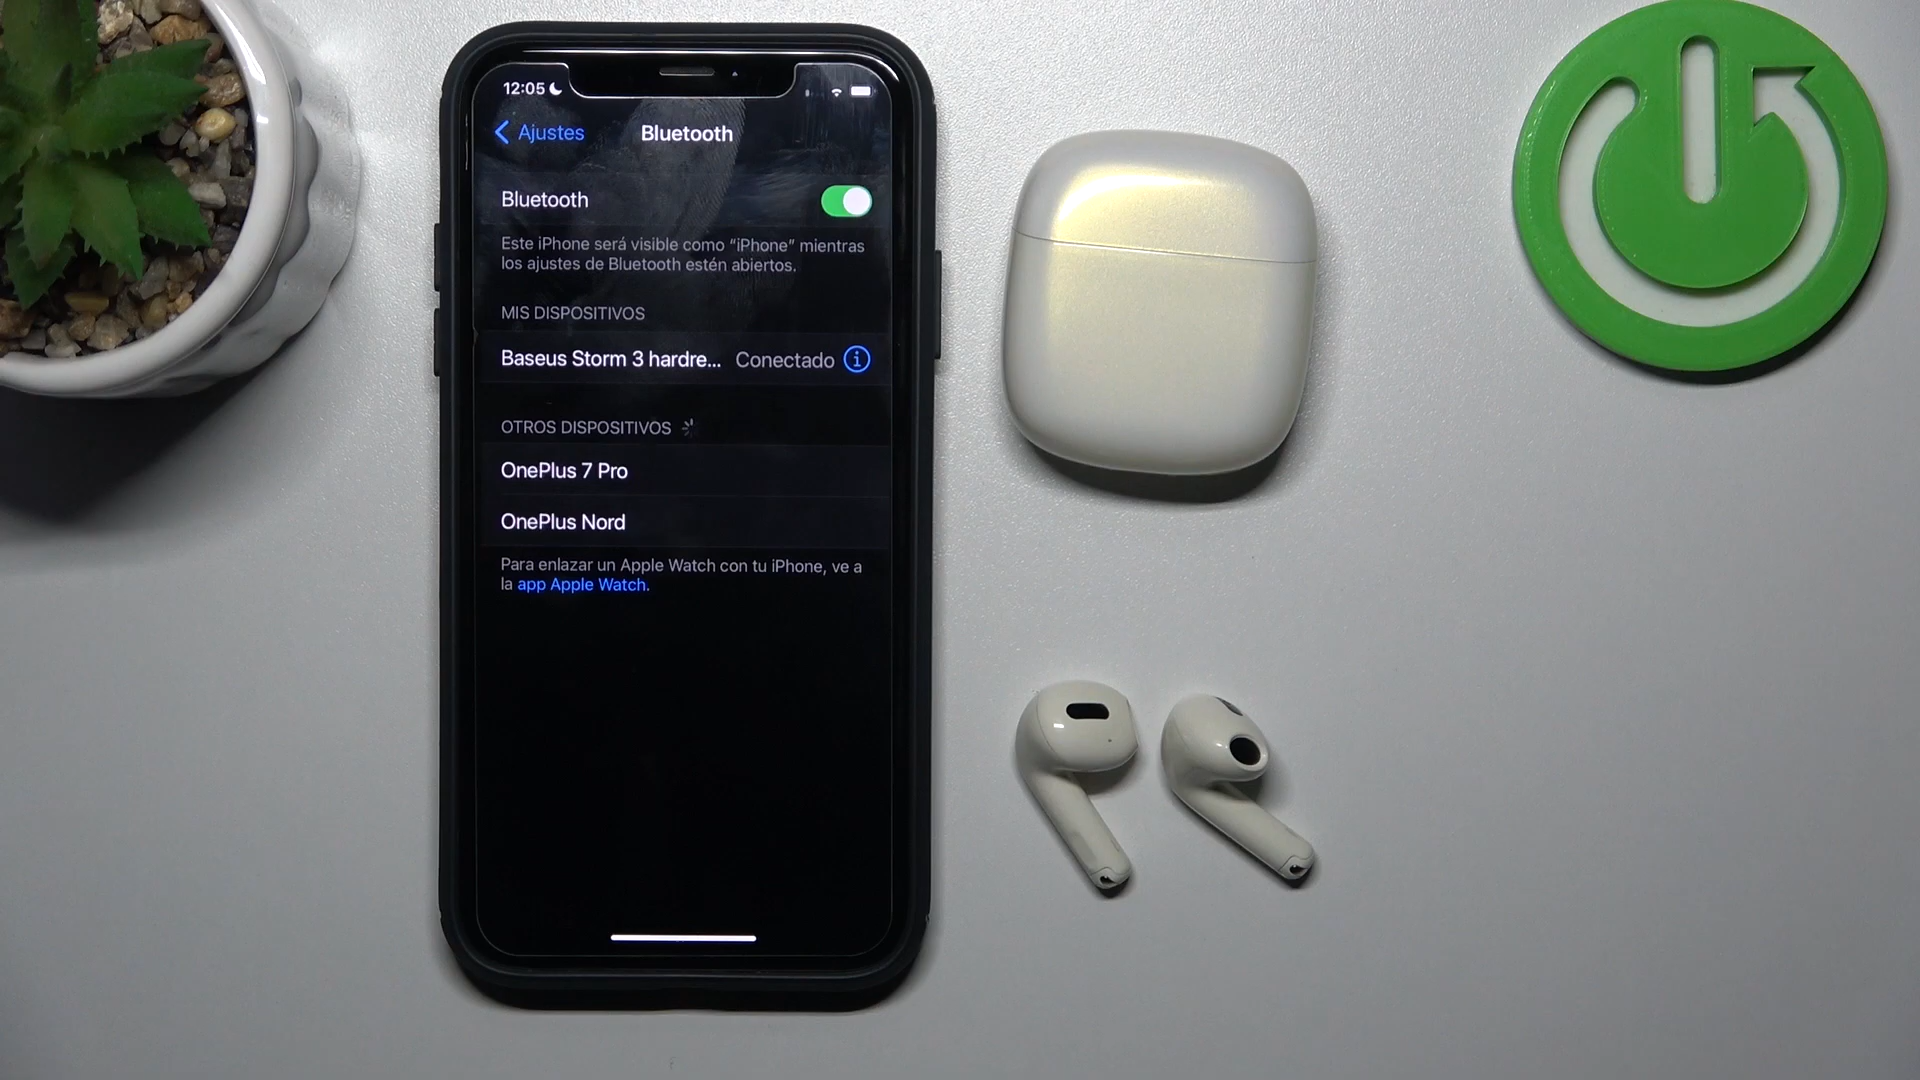 12:05
Ajustes
Bluetooth
Bluetooth
Este iPhone será visible como “iPhone” mientras
los ajustes de Bluetooth estén abiertos.
MIS DISPOSITIVOS
Baseus Storm 3 hardre... Conectado
OTROS DISPOSITIVOS
OnePlus 7 Pro
OnePlus Nord
Para enlazar un Apple Watch con tu iPhone, ve a
la app Apple Watch.